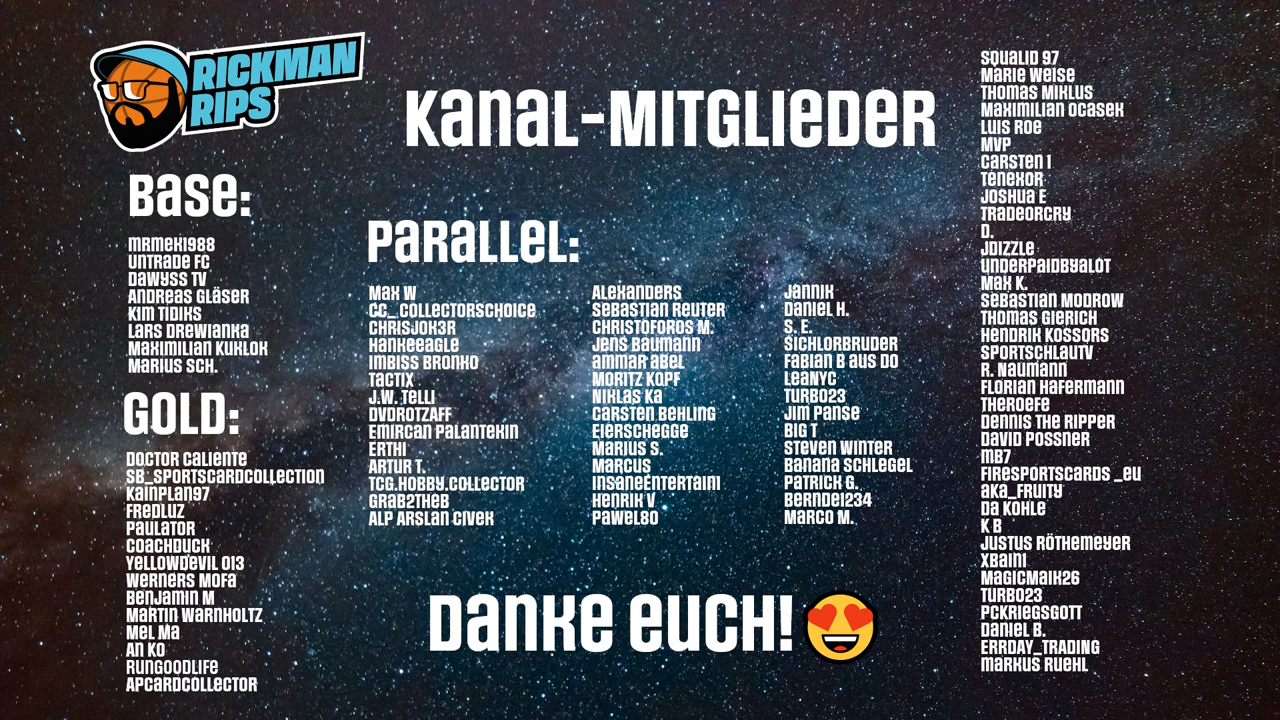 RICKMAN
RIPS
Kanal-Mitglieder
Base:
mrmeki1988
Untrade FC
Dawyss TV
Andreas Gläser
Kim Tidiks
Lars Drewianka
Maximilian Kuklok
Marius Sch.
Gold:
Doctor Caliente
SB_Sportscardcollection
Kainplan97
Fredluz
Paulator
Coachduck
Yellowdevil 013
Werners Mofa
Benjamin M
Martin Warnholtz
Mel Ma
An Ko
Rungoodlife
APCardcollector
Parallel:
Max W
CC_Collectorschoice
ChrisJok3r
Hankeeagle
Imbiss Bronko
Tactix
J.W. Telli
Dvorotzaff
Emircan Palantekin
Erthi
Artur T.
TCG.Hobby.Collector
Grab2theB
Alp Arslan Civek
Alexanders
Sebastian Reuter
Christoforos M.
Jens Baumann
ammar abel
Moritz Kopf
Niklas Ka
Carsten Behling
Eierschegge
Marius S.
Marcus
InsaneEntertain1
Henrik V
Pawel80
Jannik
Daniel H.
S. E.
Sichlorbruder
Fabian B aus DO
LeaNYC
Turbo23
Jim Panse
Big T
Steven Winter
Banana Schlegel
Patrick G.
Bernde1234
Marco M.
Squalid 97
Marie Weise
Thomas Miklus
Maximilian Ocasek
Luis Roe
MVP
Carsten 1
Tenexor
Joshua E
Tradeorcry
D.
JDizzle
underpaidbyalot
Max K.
Sebastian Modrow
Thomas Gierich
Hendrik Kossors
SportschlauTV
R. Naumann
Florian Hafermann
Theroefe
Dennis The Ripper
David Possner
MB7
Firesportscards _eu
aka_Fruity
Da Kohle
K B
Justus Röthemeyer
Xbain1
MagicMaik26
Turbo23
PCKriegsgott
Daniel B.
Errday_Trading
Markus Ruehl
Danke euch!